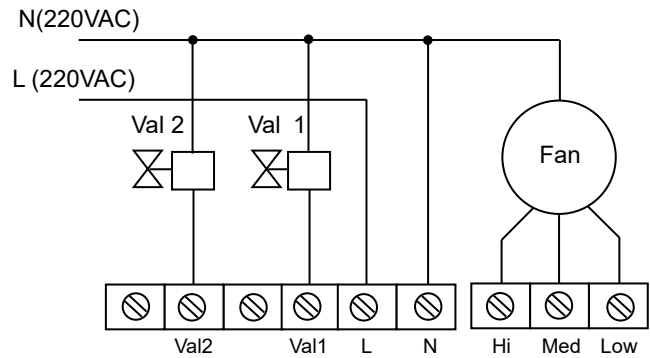 N(220VAC)
L (220VAC)
Val 2
Val 1
Fan
Val2 Val1 L N Hi Med Low